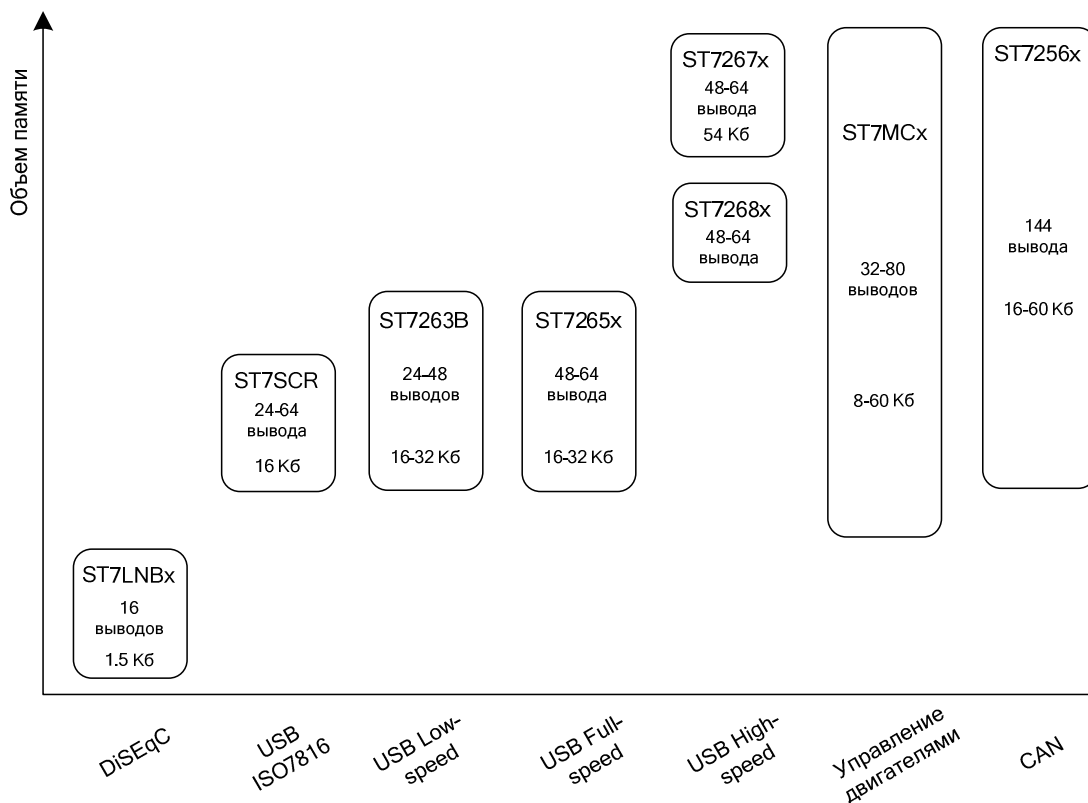 Объем памяти
ST7LNBx
16
выводов
1.5 Кб
ST7SCR
24-64
вывода
16 Кб
ST7263B
24-48
выводов
16-32 Кб
ST7265x
48-64
вывода
16-32 Кб
ST7267x
48-64
вывода
54 Кб
ST7268x
48-64
вывода
ST7MCx
32-80
выводов
8-60 Кб
ST7256x
144
вывода
16-60 Кб
DiSEqC
USB
ISO7816
USB Low-
speed
USB Full-
speed
USB High-
speed
Управление
двигателями
CAN